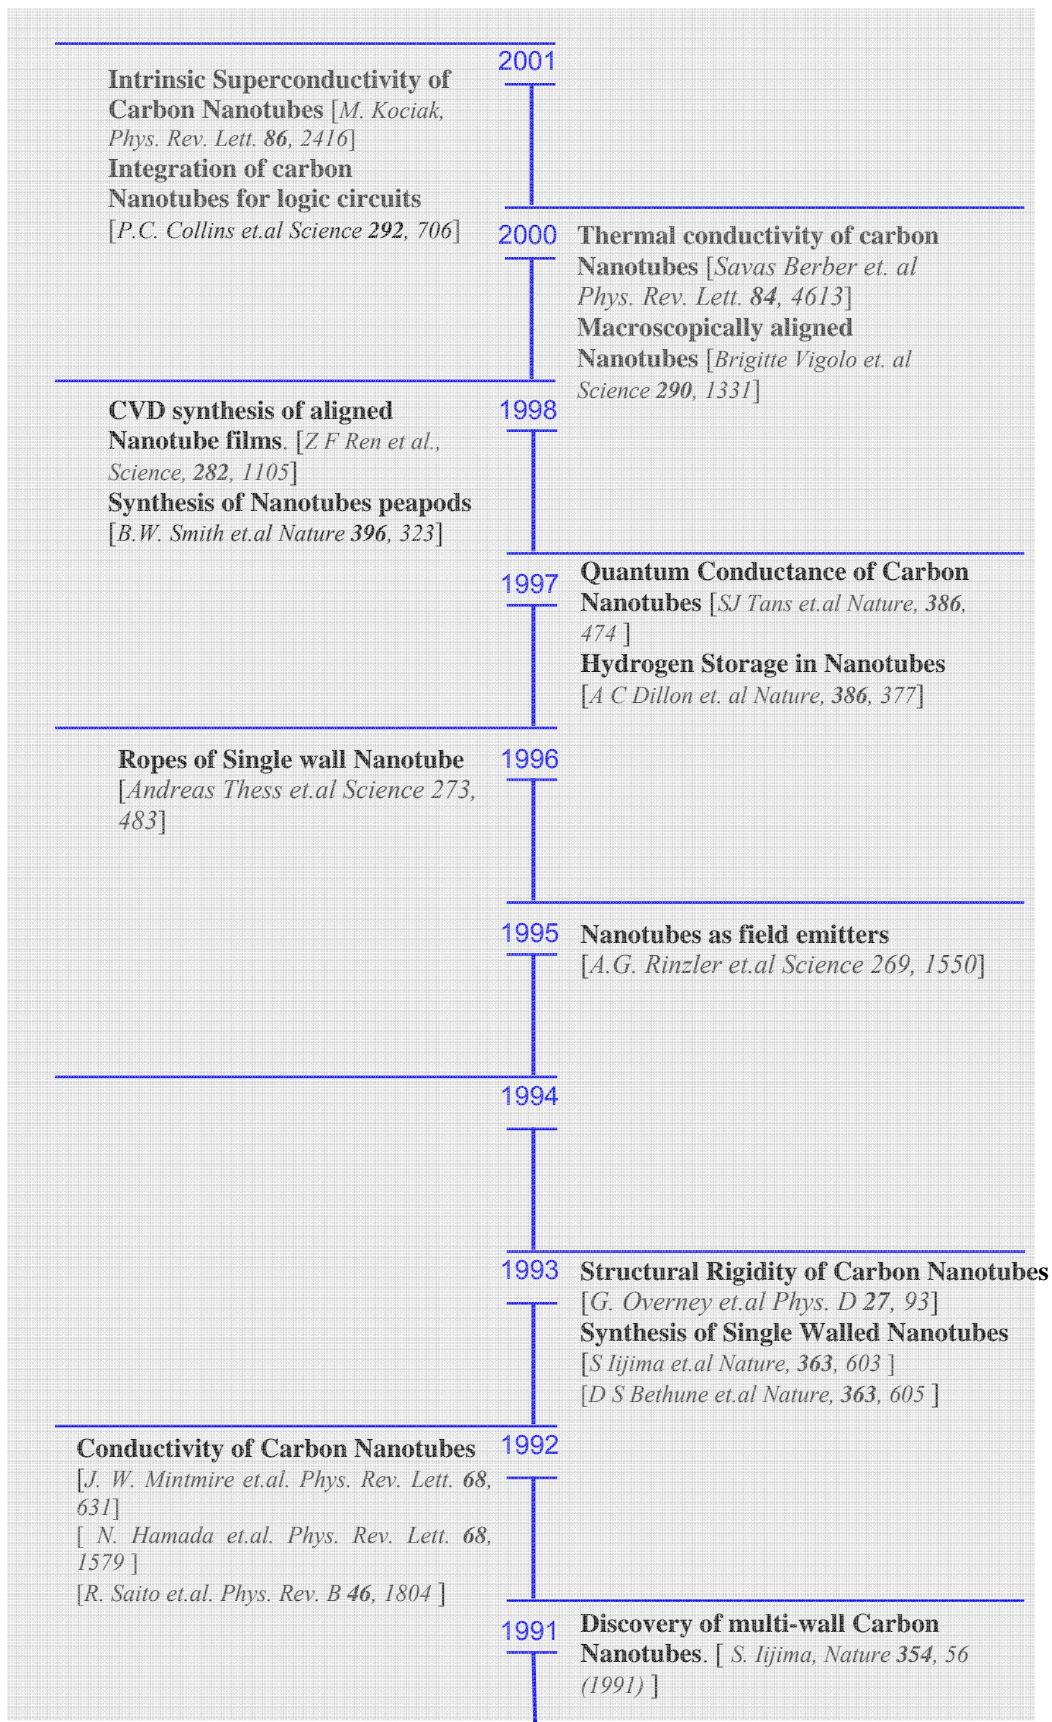 2001
Intrinsic Superconductivity of
Carbon Nanotubes [M. Kociak,
Phys. Rev. Lett. 86, 2416]
Integration of carbon
Nanotubes for logic circuits
[P.C. Collins et.al Science 292, 706]
2000
Thermal conductivity of carbon
Nanotubes [Savas Berber et. al
Phys. Rev. Lett. 84, 4613]
Macroscopically aligned
Nanotubes [Brigitte Vigolo et. al
Science 290, 1331]
1998
CVD synthesis of aligned
Nanotube films. [Z F Ren et al.,
Science, 282, 1105]
Synthesis of Nanotubes peapods
[B.W. Smith et.al Nature 396, 323]
1997
Quantum Conductance of Carbon
Nanotubes [SJ Tans et.al Nature, 386,
474 ]
Hydrogen Storage in Nanotubes
[A C Dillon et. al Nature, 386, 377]
1996
Ropes of Single wall Nanotube
[Andreas Thess et.al Science 273,
483]
1995
Nanotubes as field emitters
[A.G. Rinzler et.al Science 269, 1550]
1994
1993
Structural Rigidity of Carbon Nanotubes
[G. Overney et.al Phys. D 27, 93]
Synthesis of Single Walled Nanotubes
[S Iijima et.al Nature, 363, 603 ]
[D S Bethune et.al Nature, 363, 605 ]
1992
Conductivity of Carbon Nanotubes
[J. W. Mintmire et.al. Phys. Rev. Lett. 68,
631]
[ N. Hamada et.al. Phys. Rev. Lett. 68,
1579 ]
[R. Saito et.al. Phys. Rev. B 46, 1804 ]
1991
Discovery of multi-wall Carbon
Nanotubes. [ S. Iijima, Nature 354, 56
(1991) ]